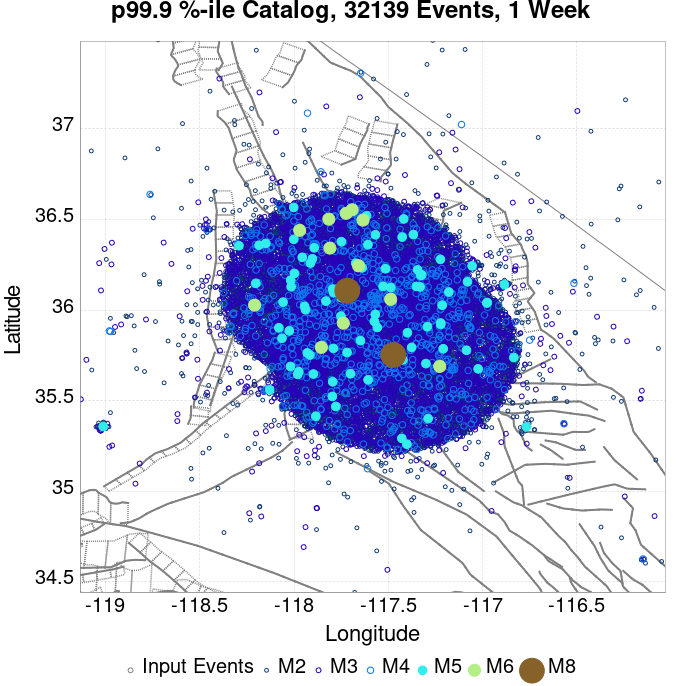 p99.9 %-ile Catalog, 32139 Events, 1 Week
Latitude
37
36.5
36
35.5
35
34.5
-119 -118.5 -118 -117.5 -117 -116.5
Longitude
Input Events M2 M3 M4 M5 M6 M8